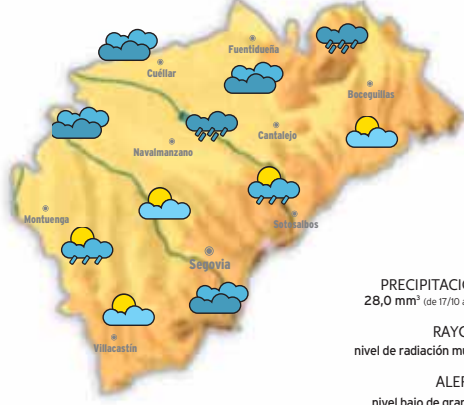 Fuentidueña
Cuéllar
Boceguillas
Cantalejo
Navalmanzano
Montuenga
Sotosalbos
Segovia
Villacastín
PRECIPITACIO
28,0 mm³ (de 17/10 a
RAYO
nivel de radiación mu
ALER
nivel bajo de gran